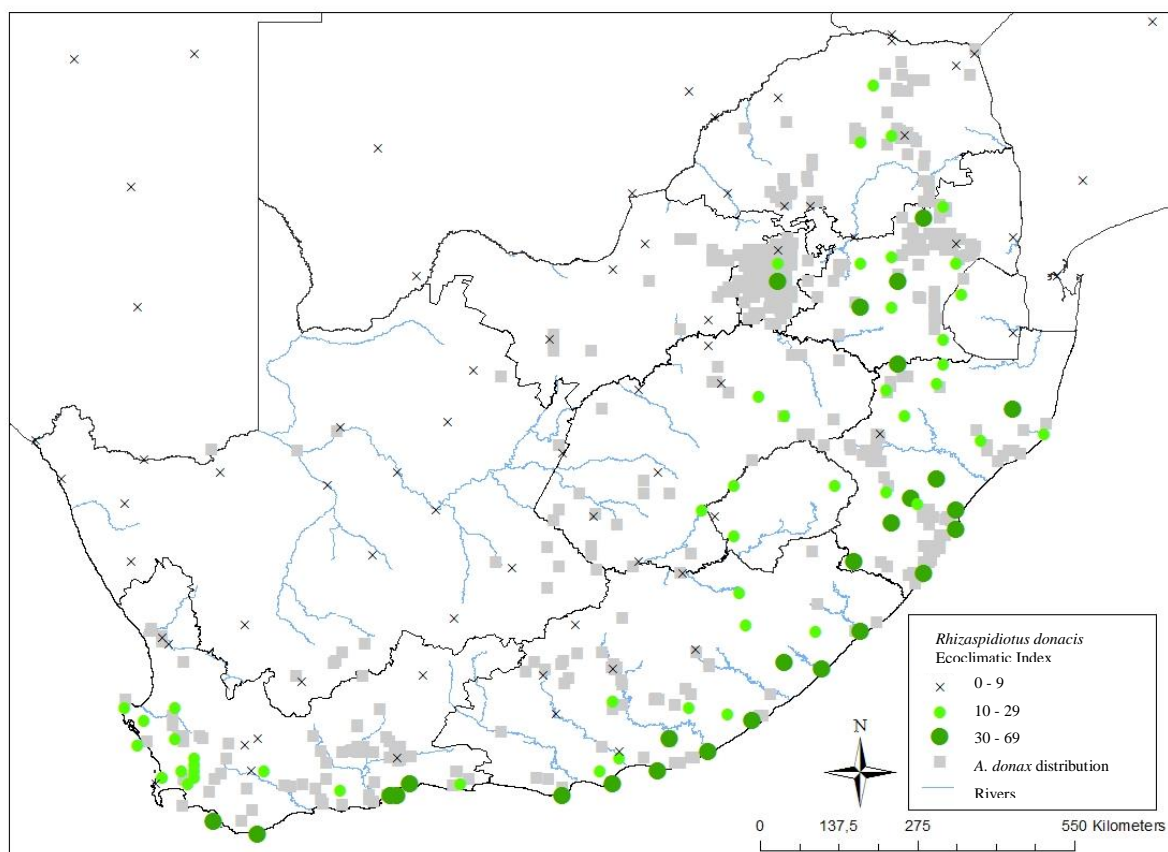 Rhizaspidiotus donacis
Ecoclimatic Index
0 - 9
10 - 29
30 - 69
A. donax distribution
Rivers
N
0 137,5 275 550 Kilometers